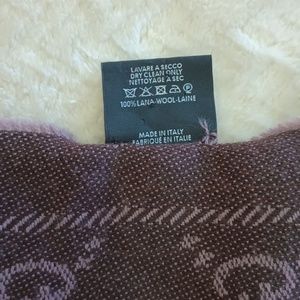 LAVARE A SECCO
DRY CLEAN ONLY
NETTOYAGE A SEC
100% LANA-WOOL-LAINE
MADE IN ITALY
FABRIQUÉ EN ITALIE